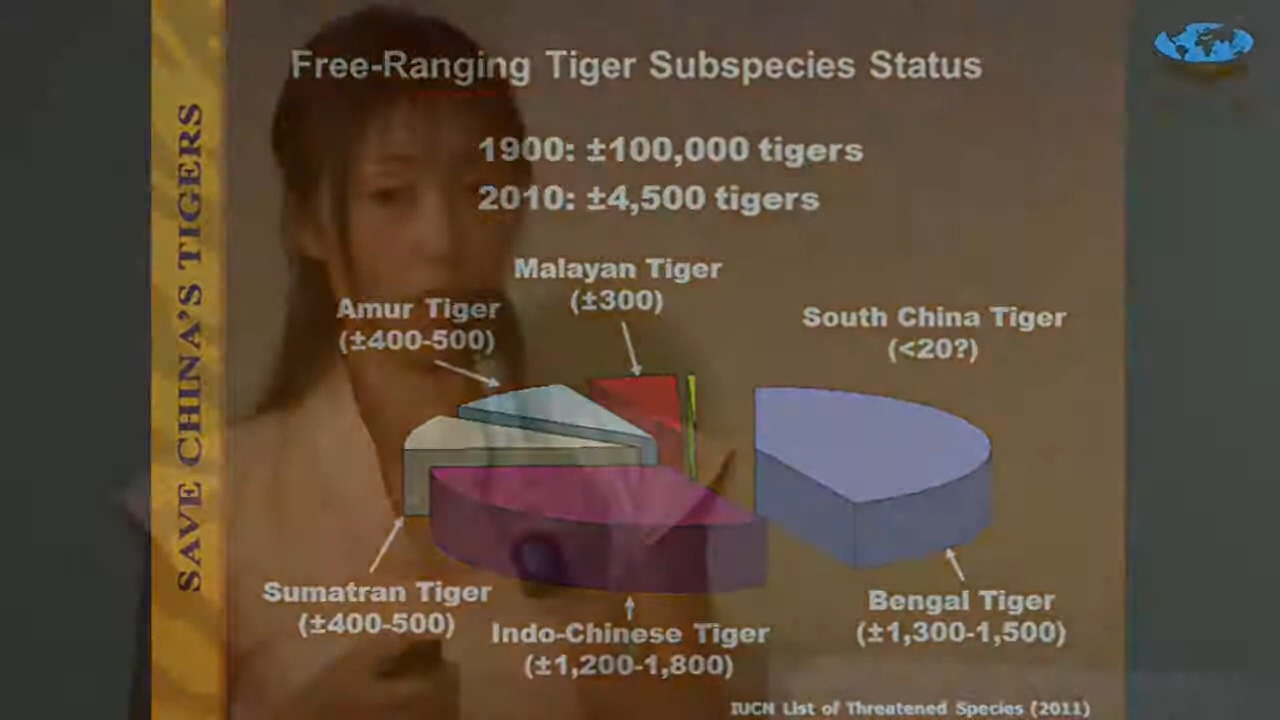 SAVE CHINA'S TIGERS
Free-Ranging Tiger Subspecies Status
1900: ±100,000 tigers
2010: ±4,500 tigers
Malayan Tiger
(±300)
Amur Tiger
(±400-500)
South China Tiger
(<20?)
Sumatran Tiger
(±400-500)
Indo-Chinese Tiger
(±1,200-1,800)
Bengal Tiger
(±1,300-1,500)
IUCN List of Threatened Species (2011)